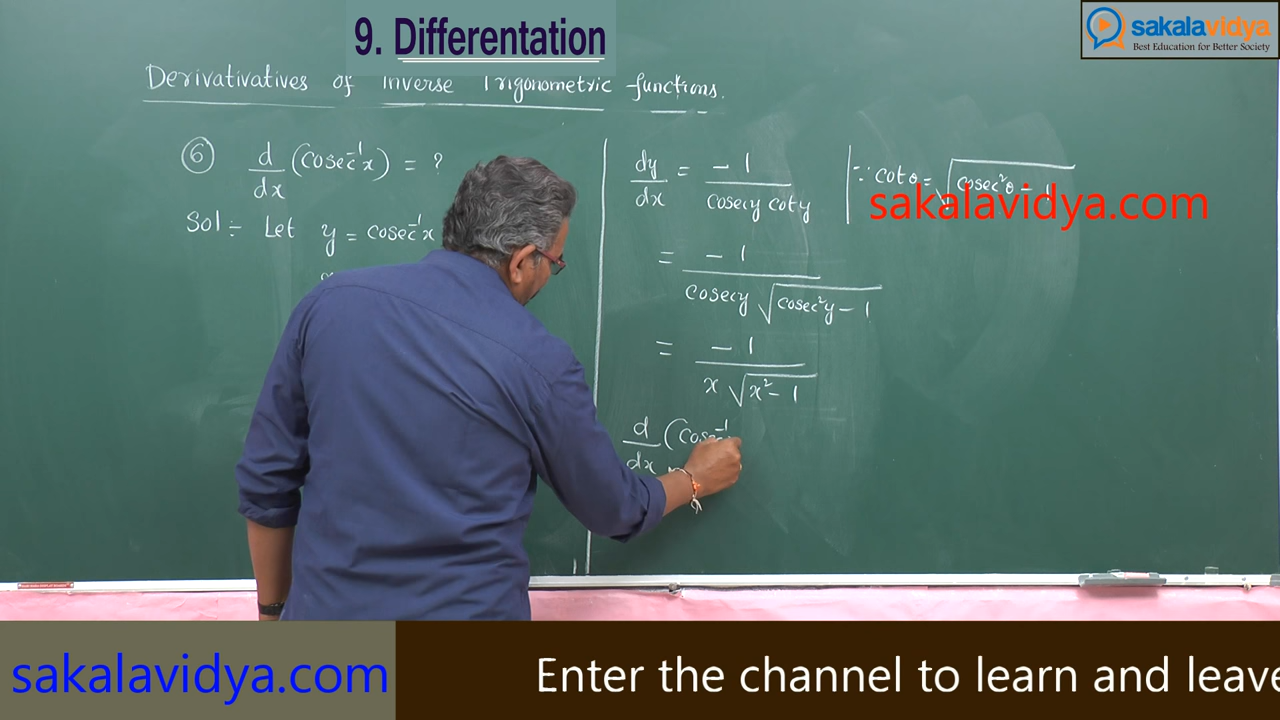 9. Differentation
sakalavidya
Best Education for Better Society
Derivativatives of Inverse Trigonometric functions.
6 d/dx (cosec⁻¹x) = ?
Sol :- Let y = cosec⁻¹x
dy/dx = -1/(cosecy coty)
∵ cotθ = √(cosec²θ - 1)
sakalavidya.com
= -1/(cosecy √(cosec²y - 1))
= -1/(x √(x² - 1))
d/dx (cosec⁻¹
sakalavidya.com
Enter the channel to learn and leave